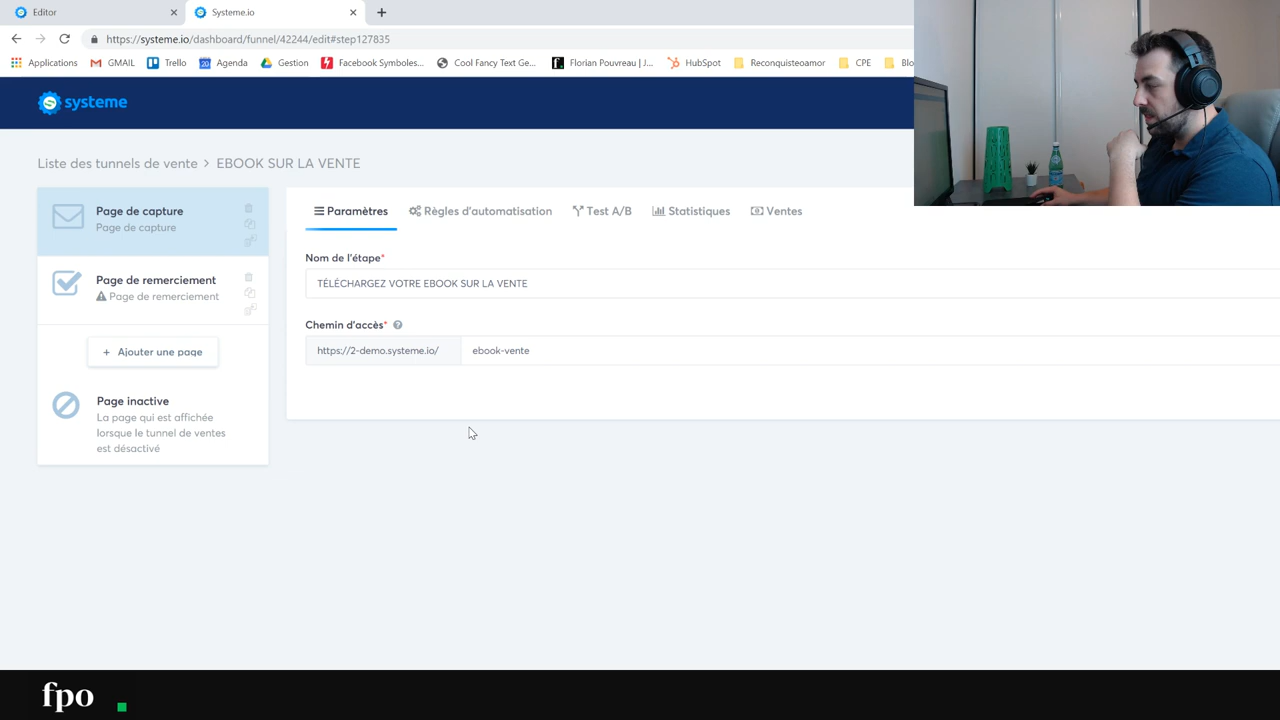 Editor
Systeme.io
https://systeme.io/dashboard/funnel/42244/edit#step127835
Applications
GMAIL
Trello
20 Agenda
Gestion
Facebook Symboles...
Cool Fancy Text Ge...
f. Florian Pouvreau | J...
HubSpot
Reconquisteoamor
CPE
Blo
systeme
Liste des tunnels de vente > EBOOK SUR LA VENTE
Page de capture
Page de capture
Page de remerciement
Page de remerciement
+ Ajouter une page
Page inactive
La page qui est affichée
lorsque le tunnel de ventes
est désactivé
Paramètres
Règles d'automatisation
Test A/B
Statistiques
Ventes
Nom de l'étape*
TÉLÉCHARGEZ VOTRE EBOOK SUR LA VENTE
Chemin d'accès* ?
https://2-demo.systeme.io/
ebook-vente
fpo